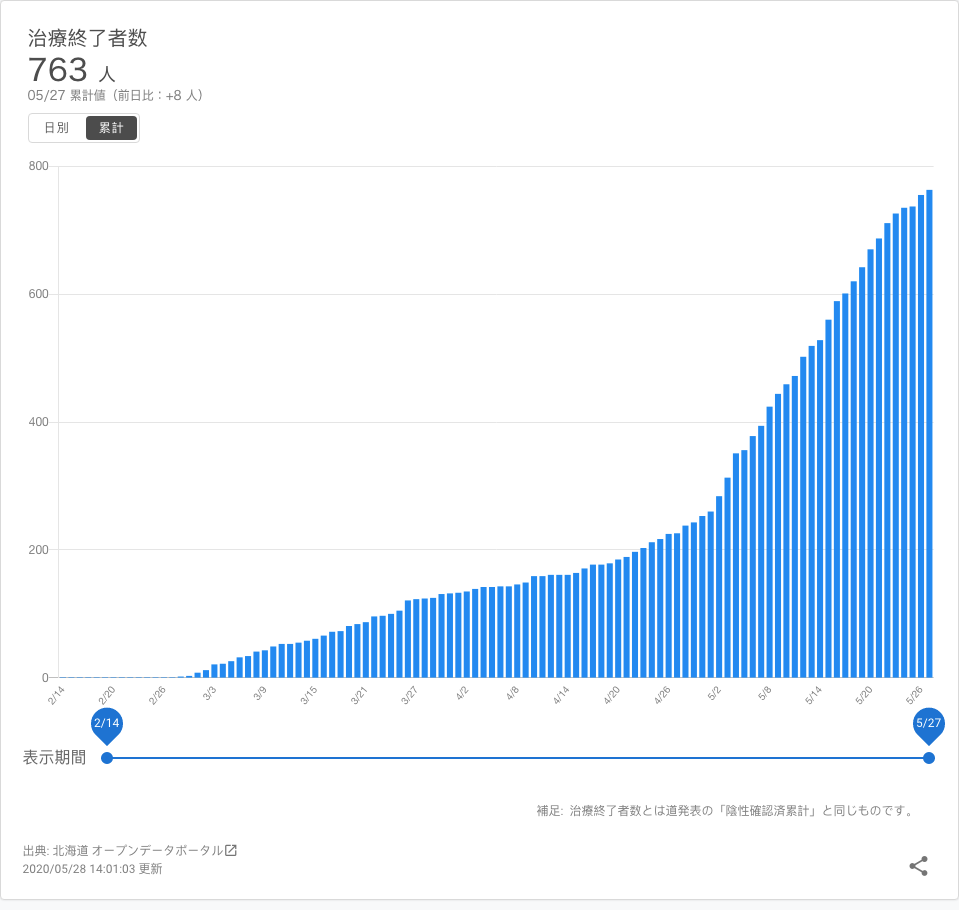 治療終了者数
763 人
05/27 累計値（前日比：+8 人）
日別 累計
800
600
400
200
0
2/14 2/20 2/26 3/3 3/9 3/15 3/21 3/27 4/2 4/8 4/14 4/20 4/26 5/2 5/8 5/14 5/20 5/26
2/14 5/27
表示期間
補足: 治療終了者数とは道発表の「陰性確認済累計」と同じものです。
出典: 北海道 オープンデータポータル
2020/05/28 14:01:03 更新